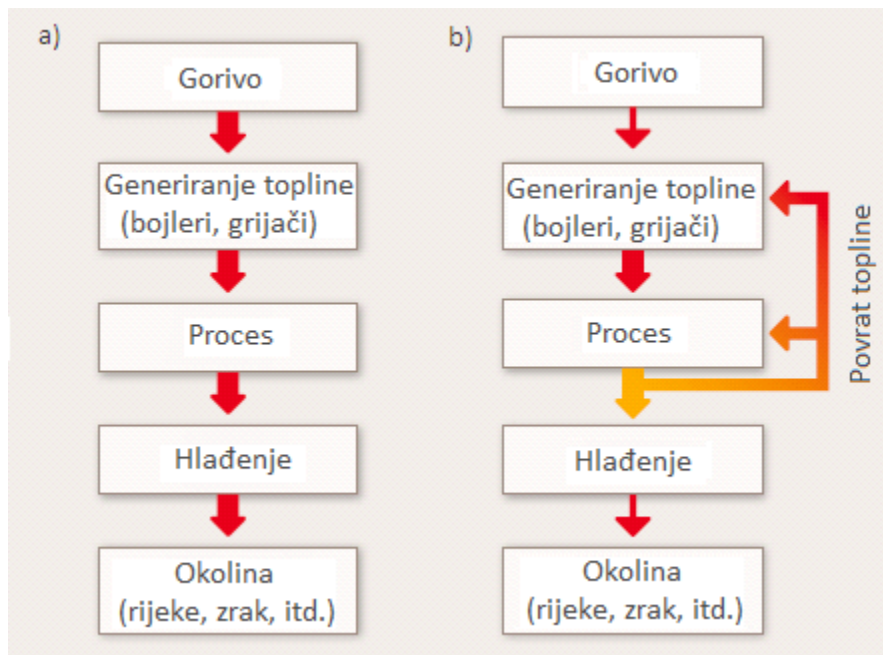 a)
Gorivo
Generiranje topline
(bojleri, grijači)
Proces
Hlađenje
Okolina
(rijeke, zrak, itd.)
b)
Gorivo
Generiranje topline
(bojleri, grijači)
Proces
Hlađenje
Okolina
(rijeke, zrak, itd.)
Povrat topline